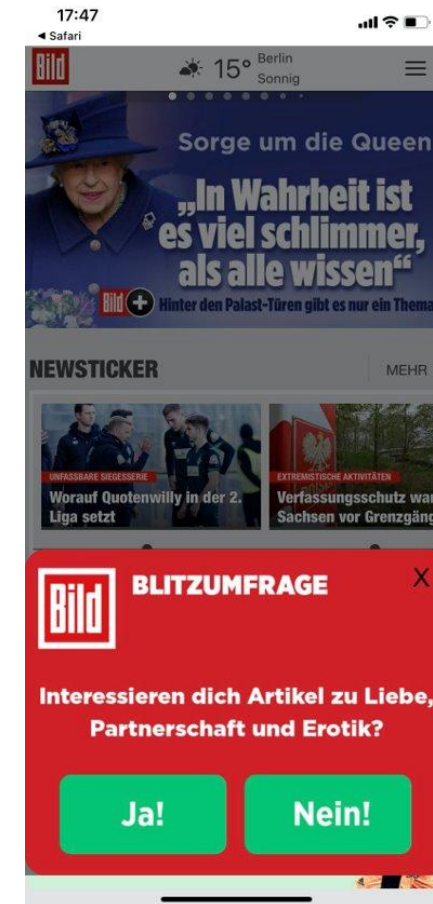 17:47
◄ Safari
Bild
15° Berlin
Sonnig
Sorge um die Queen
„In Wahrheit ist
es viel schlimmer,
als alle wissen“
Bild +
Hinter den Palast-Türen gibt es nur ein Thema
NEWSTICKER
MEHR
UNFASSBARE SIEGESSERIE
Worauf Quotenwilly in der 2.
Liga setzt
EXTREMISTISCHE AKTIVITÄTEN
Verfassungsschutz war
Sachsen vor Grenzgäng
Bild
BLITZUMFRAGE
X
Interessieren dich Artikel zu Liebe,
Partnerschaft und Erotik?
Ja!
Nein!